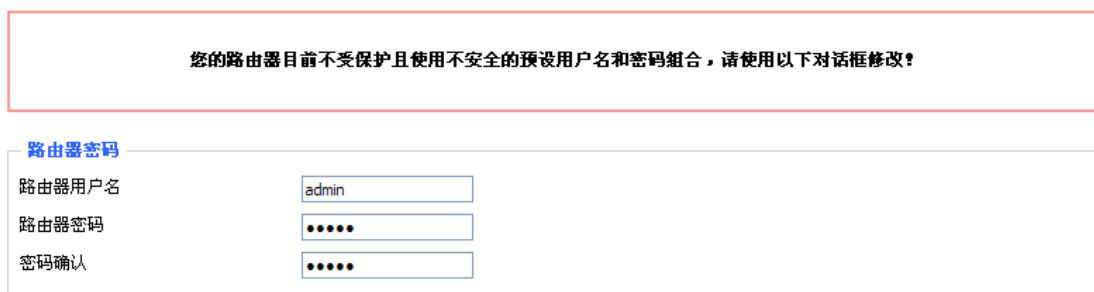 您的路由器目前不受保护且使用不安全的预设用户名和密码组合，请使用以下对话框修改！
路由器密码
路由器用户名 admin
路由器密码 •••••
密码确认 •••••